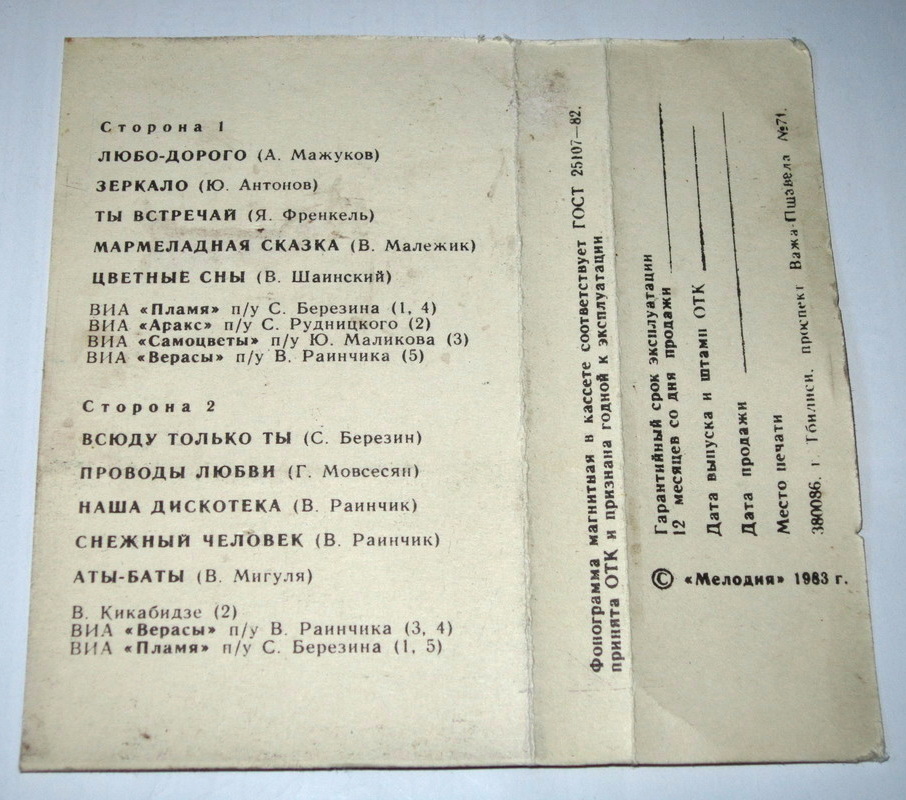 Сторона 1
ЛЮБО-ДОРОГО (А. Мажуков)
ЗЕРКАЛО (Ю. Антонов)
ТЫ ВСТРЕЧАЙ (Я. Френкель)
МАРМЕЛАДНАЯ СКАЗКА (В. Малежик)
ЦВЕТНЫЕ СНЫ (В. Шаинский)
ВИА «Пламя» п/у С. Березина (1, 4)
ВИА «Аракс» п/у С. Рудницкого (2)
ВИА «Самоцветы» п/у Ю. Маликова (3)
ВИА «Верасы» п/у В. Раинчика (5)
Сторона 2
ВСЮДУ ТОЛЬКО ТЫ (С. Березин)
ПРОВОДЫ ЛЮБВИ (Г. Мовсесян)
НАША ДИСКОТЕКА (В. Раинчик)
СНЕЖНЫЙ ЧЕЛОВЕК (В. Раинчик)
АТЫ-БАТЫ (В. Мигуля)
В. Кикабидзе (2)
ВИА «Верасы» п/у В. Раинчика (3, 4)
ВИА «Пламя» п/у С. Березина (1, 5)
Фонограмма магнитная в кассете соответствует ГОСТ 25107—82.
принята ОТК и признана годной к эксплуатации.
Гарантийный срок эксплуатации
12 месяцев со дня продажи
Дата выпуска и штамп ОТК
Дата продажи
Место печати
380086. г. Тбилиси. проспект Важа-Пшавела №71.
© «Мелодия» 1983 г.